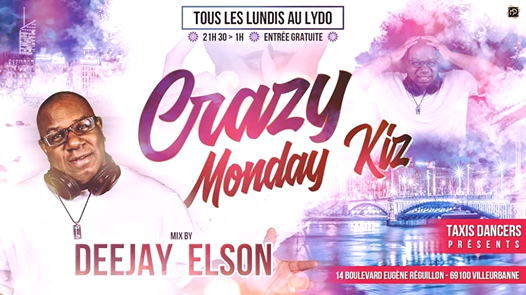 TOUS LES LUNDIS AU LYDO
21H30 > 1H ENTRÉE GRATUITE
Crazy
Monday Kiz
MIX BY
DEEJAY ELSON
TAXIS DANCERS
PRÉSENTS
14 BOULEVARD EUGÈNE RÉGUILLON - 69100 VILLEURBANNE